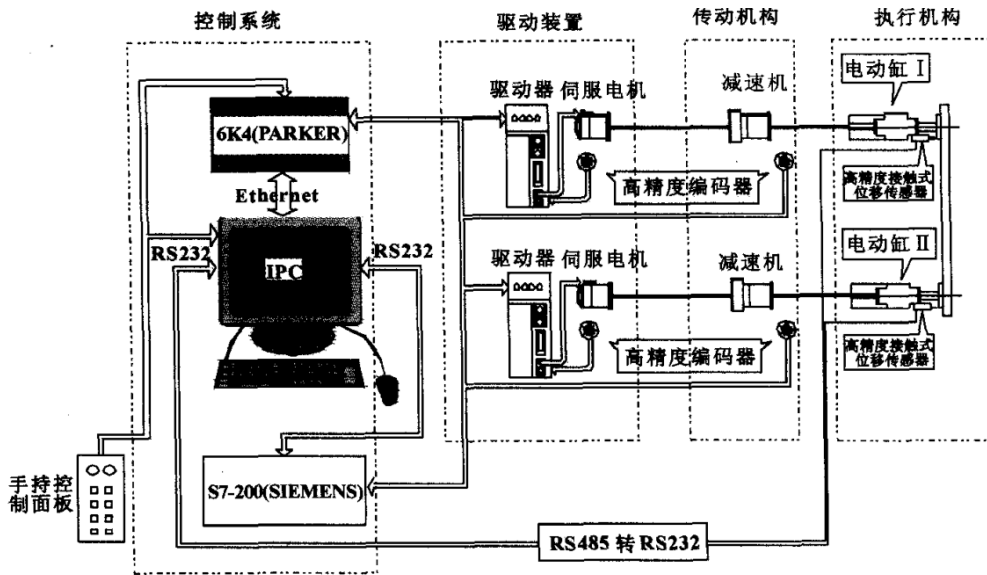 控制系统
驱动装置
传动机构
执行机构
6K4(PARKER)
Ethernet
RS232
RS232
IPC
S7-200(SIEMENS)
手持控
制面板
驱动器 伺服电机
高精度编码器
减速机
电动缸 I
高精度接触式
位移传感器
驱动器 伺服电机
高精度编码器
减速机
电动缸 II
高精度接触式
位移传感器
RS485 转 RS232